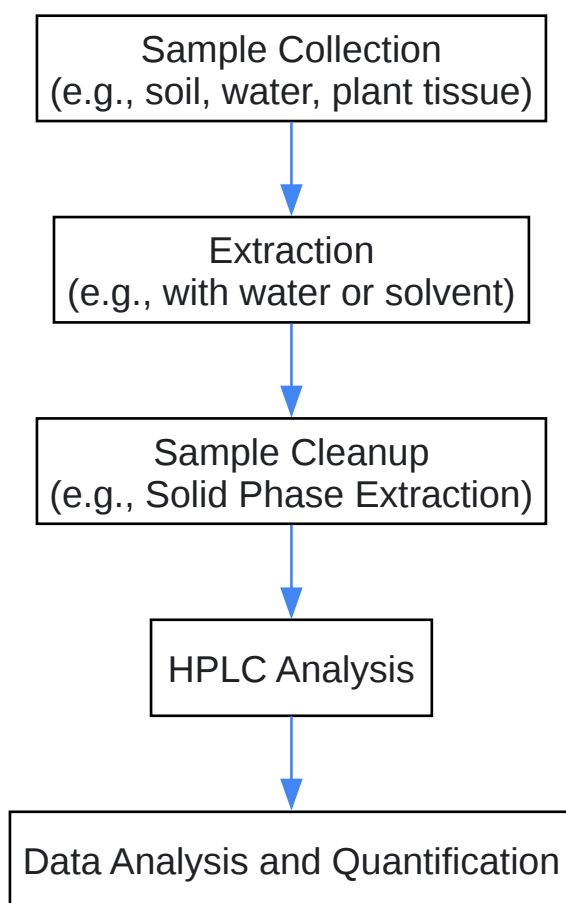 Sample Collection
(e.g., soil, water, plant tissue)
Extraction
(e.g., with water or solvent)
Sample Cleanup
(e.g., Solid Phase Extraction)
HPLC Analysis
Data Analysis and Quantification